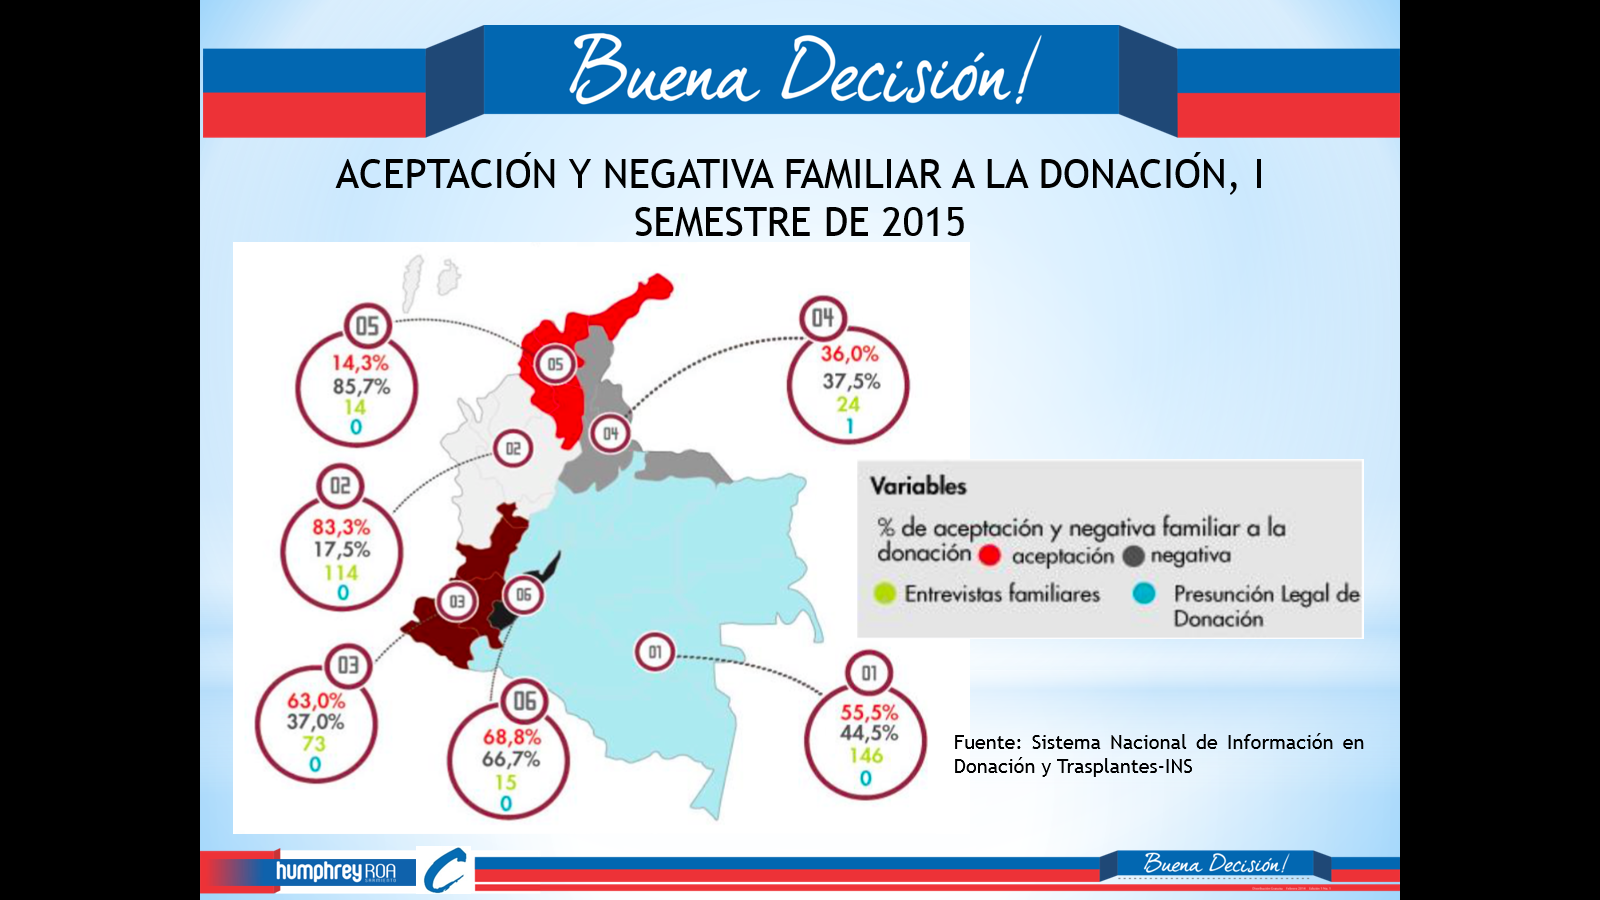 Buena Decisión!
ACEPTACIÓN Y NEGATIVA FAMILIAR A LA DONACIÓN, I
SEMESTRE DE 2015
05
14,3%
85,7%
14
0
04
36,0%
37,5%
24
1
05
04
02
02
83,3%
17,5%
114
0
03
06
01
03
63,0%
37,0%
73
0
06
68,8%
66,7%
15
0
01
55,5%
44,5%
146
0
Variables
% de aceptación y negativa familiar a la
donación aceptación negativa
Entrevistas familiares
Presunción Legal de
Donación
Fuente: Sistema Nacional de Información en
Donación y Trasplantes-INS
humphrey ROA
SARMIENTO
Buena Decisión!